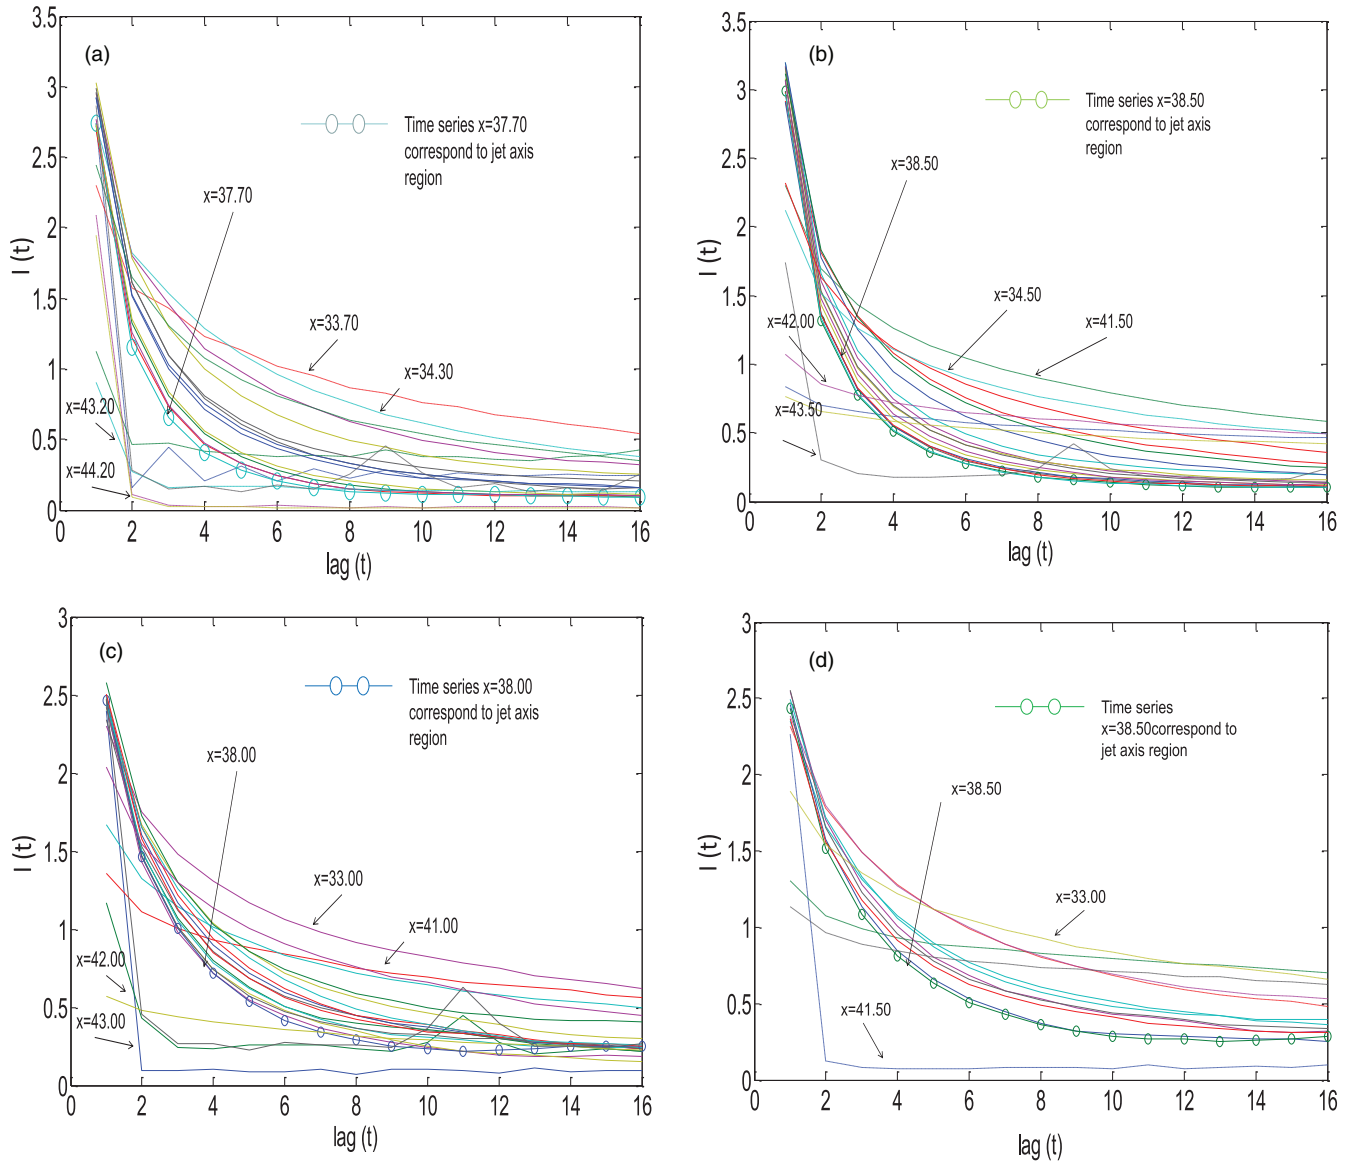 (a)
3.5
3
2.5
2
1.5
1
0.5
0
I (t)
Time series x=37.70
correspond to jet axis
region
x=37.70
x=33.70
x=34.30
x=43.20
x=44.20
0 2 4 6 8 10 12 14 16
lag (t)
(b)
3.5
3
2.5
2
1.5
1
0.5
0
I (t)
Time series x=38.50
correspond to jet axis
region
x=38.50
x=34.50
x=42.00
x=41.50
x=43.50
0 2 4 6 8 10 12 14 16
lag (t)
(c)
3
2.5
2
1.5
1
0.5
0
I (t)
Time series x=38.00
correspond to jet axis
region
x=38.00
x=33.00
x=41.00
x=42.00
x=43.00
0 2 4 6 8 10 12 14 16
lag (t)
(d)
3
2.5
2
1.5
1
0.5
0
I (t)
Time series
x=38.50correspond to
jet axis region
x=38.50
x=33.00
x=41.50
0 2 4 6 8 10 12 14 16
lag (t)